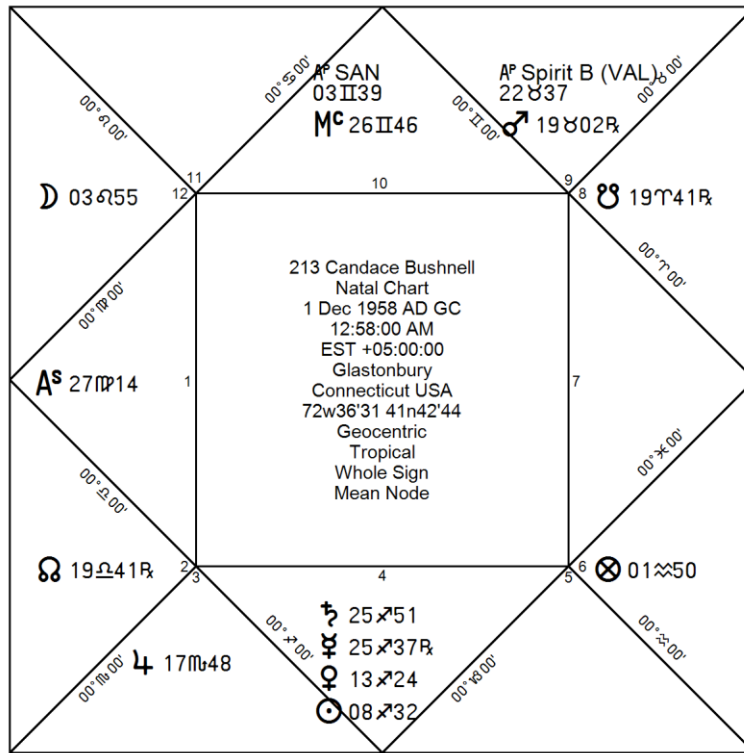 00°♋00'
Aᴾ SAN
03♊39
Mᶜ 26♊46
Aᴾ Spirit B (VAL)
22♉37
♂ 19♉02℞
00°♊00'
00°♉00'
00°♌00'
11
12
10
9
8
☽ 03♌55
☋ 19♈41℞
00°♍00'
00°♈00'
213 Candace Bushnell
Natal Chart
1 Dec 1958 AD GC
12:58:00 AM
EST +05:00:00
Glastonbury
Connecticut USA
72w36'31 41n42'44
Geocentric
Tropical
Whole Sign
Mean Node
Aˢ 27♍14
1
7
00°♎00'
00°♓00'
☊ 19♎41℞
2
3
4
5
6
⊗ 01♒50
♃ 17♏48
00°♏00'
00°♐00'
♄ 25♐51
☿ 25♐37℞
♀ 13♐24
☉ 08♐32
00°♑00'
00°♒00'